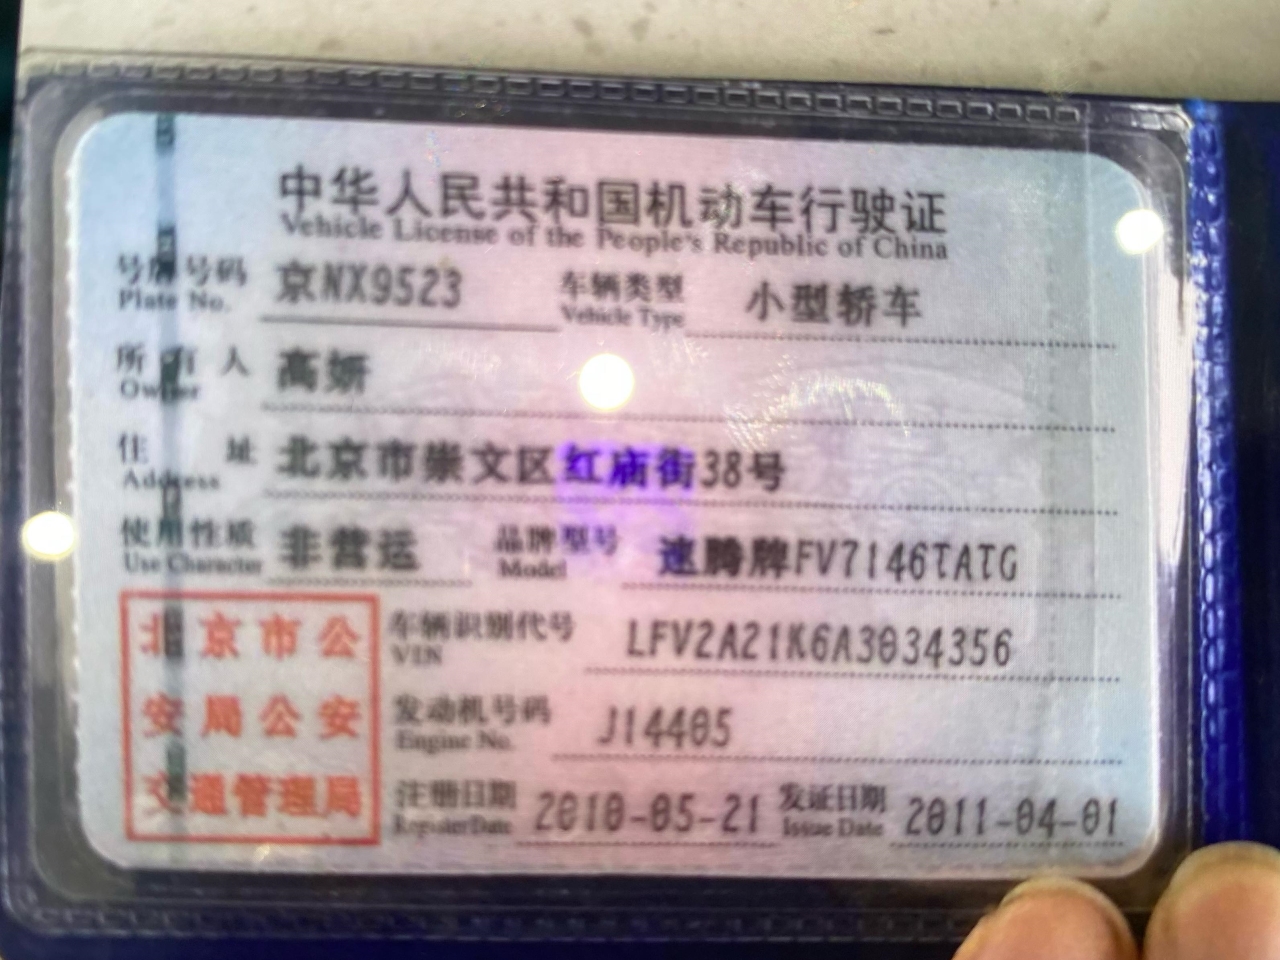 中华人民共和国机动车行驶证
Vehicle License of the People's Republic of China
号牌号码 京NX9523 车辆类型 小型轿车
Plate No. Vehicle Type
所有人 高妍
Owner
住址 北京市崇文区红庙街38号
Address
使用性质 非营运 品牌型号 速腾牌FV7146TATG
Use Character Model
北京市公
安局公安
交通管理局
车辆识别代号 LFV2A21K6A3034356
VIN
发动机号码 J14405
Engine No.
注册日期 2010-05-21 发证日期 2011-04-01
Register Date Issue Date